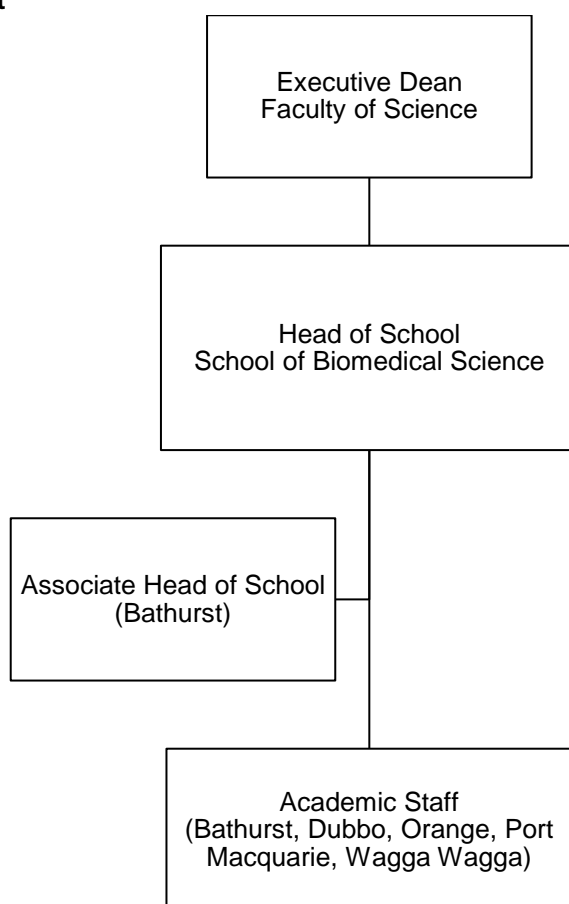 Executive Dean
Faculty of Science
Head of School
School of Biomedical Science
Associate Head of School
(Bathurst)
Academic Staff
(Bathurst, Dubbo, Orange, Port
Macquarie, Wagga Wagga)